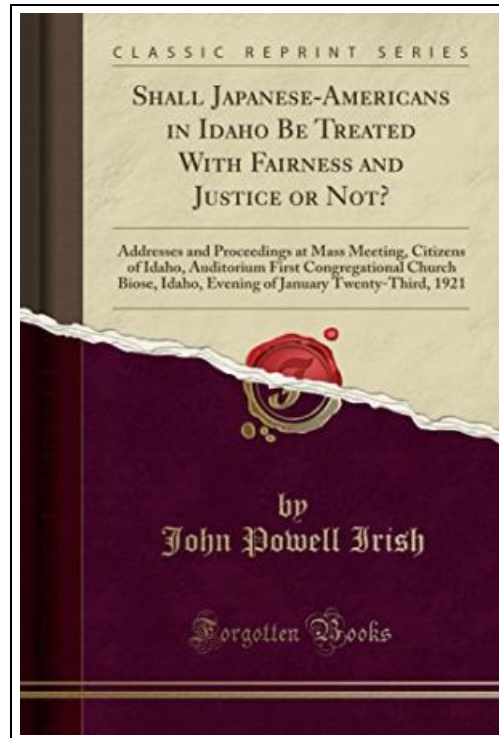 CLASSIC REPRINT SERIES
SHALL JAPANESE-AMERICANS
IN IDAHO BE TREATED
WITH FAIRNESS AND
JUSTICE OR NOT?
Addresses and Proceedings at Mass Meeting, Citizens
of Idaho, Auditorium First Congregational Church
Biose, Idaho, Evening of January Twenty-Third, 1921
by
John Powell Irish
Forgotten Books